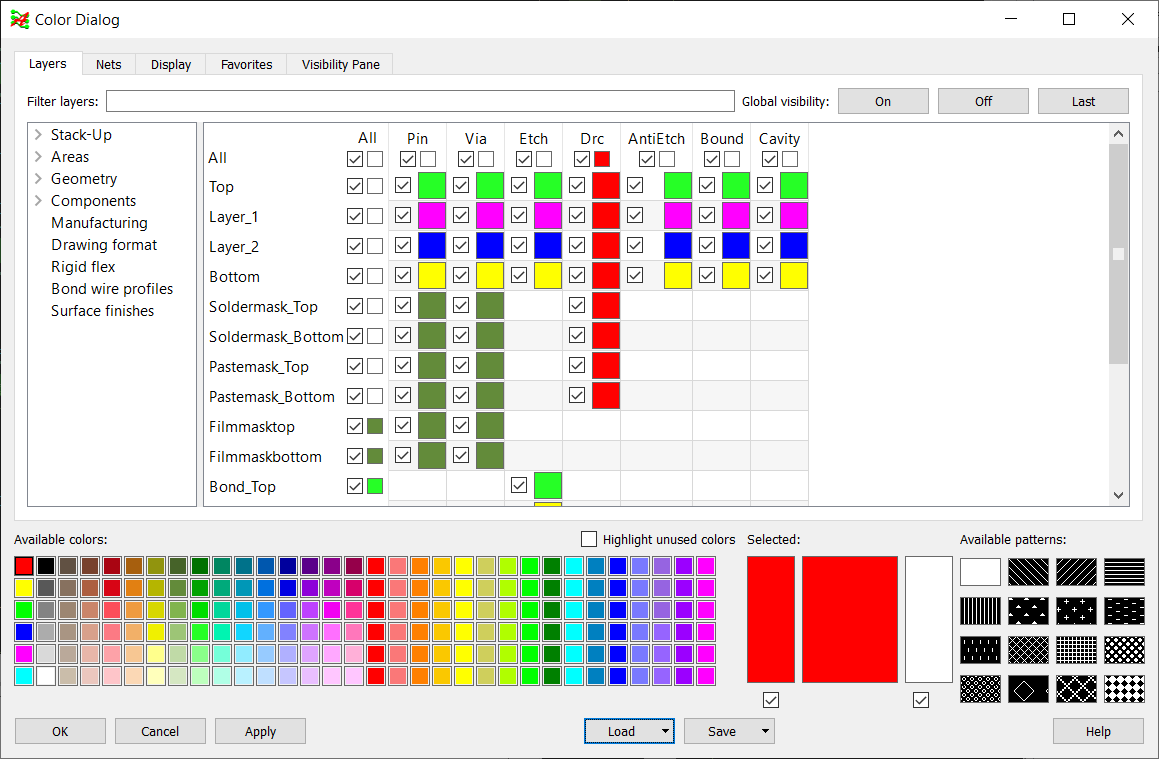 Color Dialog
Layers Nets Display Favorites Visibility Pane
Filter layers: Global visibility: On Off Last
Stack-Up
Areas
Geometry
Components
Manufacturing
Drawing format
Rigid flex
Bond wire profiles
Surface finishes
All Pin Via Etch Drc AntiEtch Bound Cavity
All
Top
Layer_1
Layer_2
Bottom
Soldermask_Top
Soldermask_Bottom
Pastemask_Top
Pastemask_Bottom
Filmmasktop
Filmmaskbottom
Bond_Top
Available colors: Highlight unused colors Selected: Available patterns:
OK Cancel Apply Load Save Help